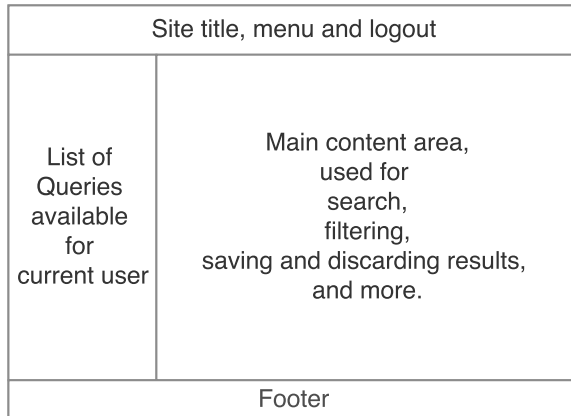 Site title, menu and logout
List of
Queries
available
for
current user
Main content area,
used for
search,
filtering,
saving and discarding results,
and more.
Footer